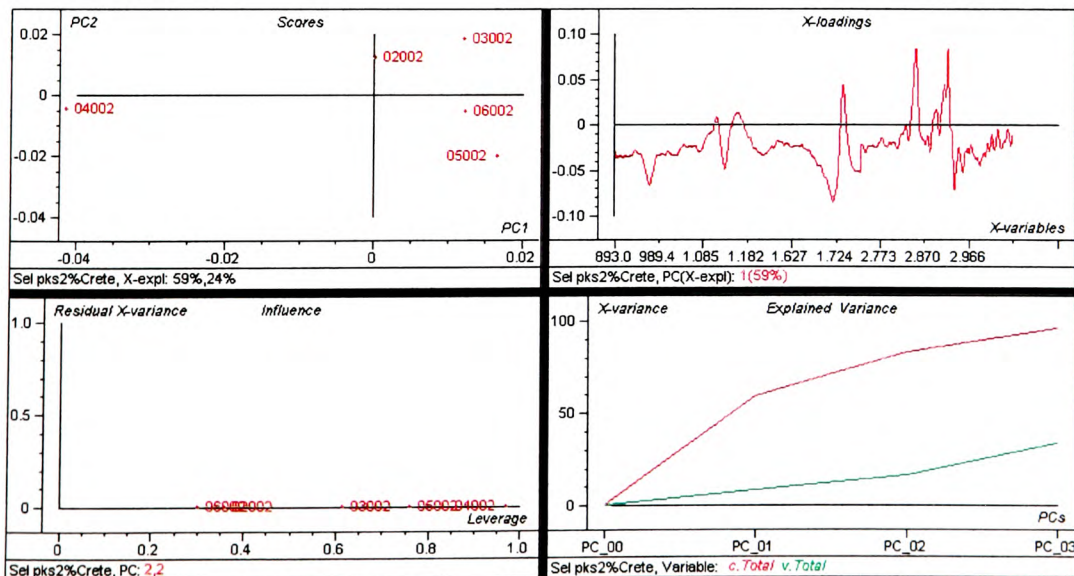 PC2 Scores
0.02
03002
02002
0
04002
06002
-0.02
05002
-0.04
PC1
-0.04 -0.02 0 0.02
Sel pks2%Crete, X-expl: 59%,24%
X-loadings
0.10
0.05
0
-0.05
-0.10
X-variables
893.0 989.4 1.085 1.182 1.627 1.724 2.773 2.870 2.966
Sel pks2%Crete, PC(X-expl): 1(59%)
Residual X-variance Influence
1.0
0.5
0
03002 04002
Leverage
0 0.2 0.4 0.6 0.8 1.0
Sel pks2%Crete, PC: 2,2
X-variance Explained Variance
100
50
0
PCs
PC_00 PC_01 PC_02 PC_03
Sel pks2%Crete, Variable: c.Total v.Total